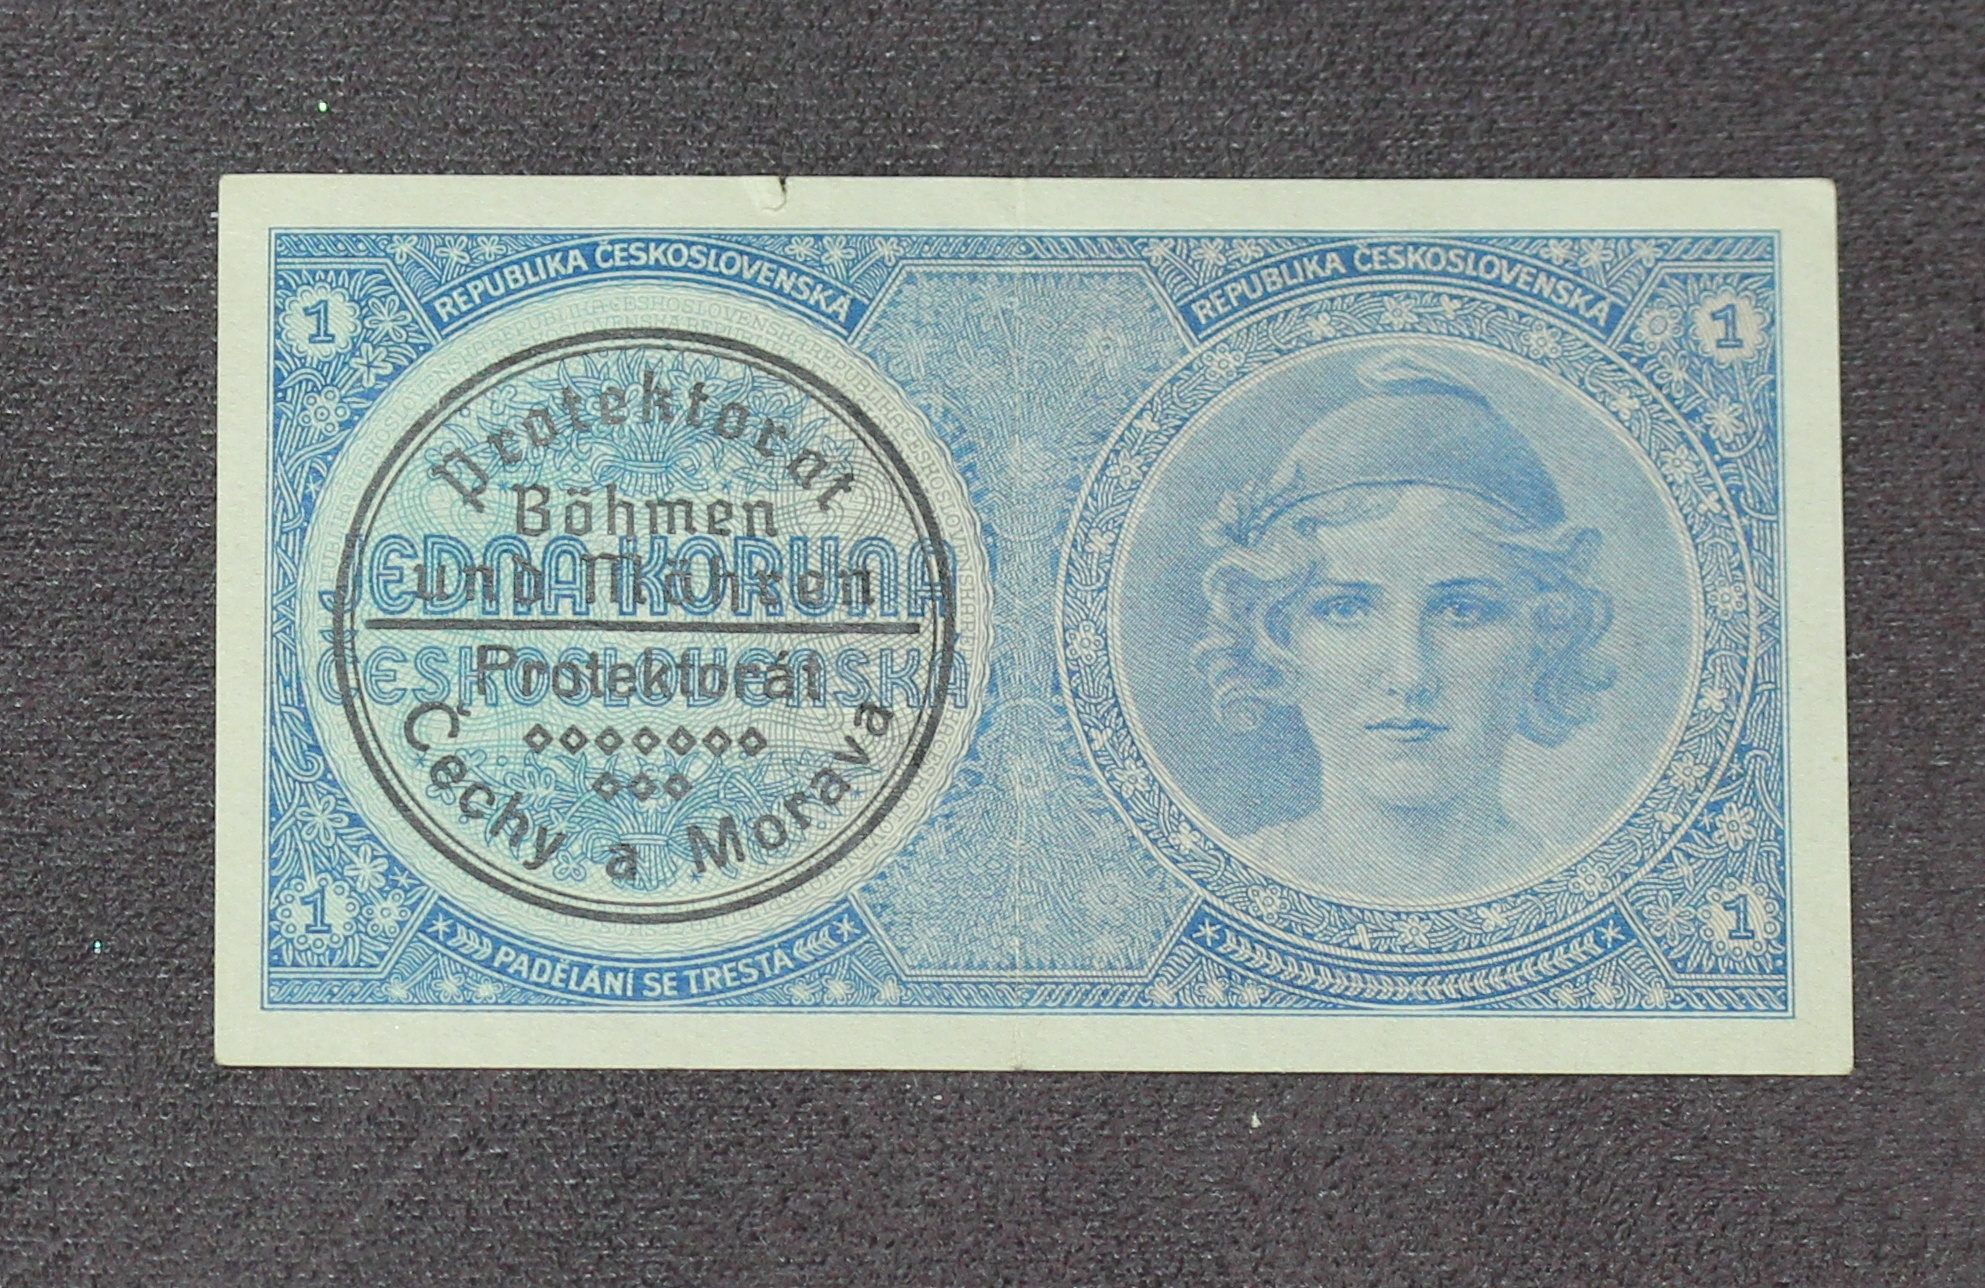 REPUBLIKA ČESKOSLOVENSKÁ
REPUBLIKA ČESKOSLOVENSKÁ
1
1
Protektorat
Böhmen
JEDNA KORUNA
und Mähren
Protektorát
ČESKOSLOVENSKÁ
Čechy a Morava
1
1
PADĚLÁNÍ SE TRESTÁ